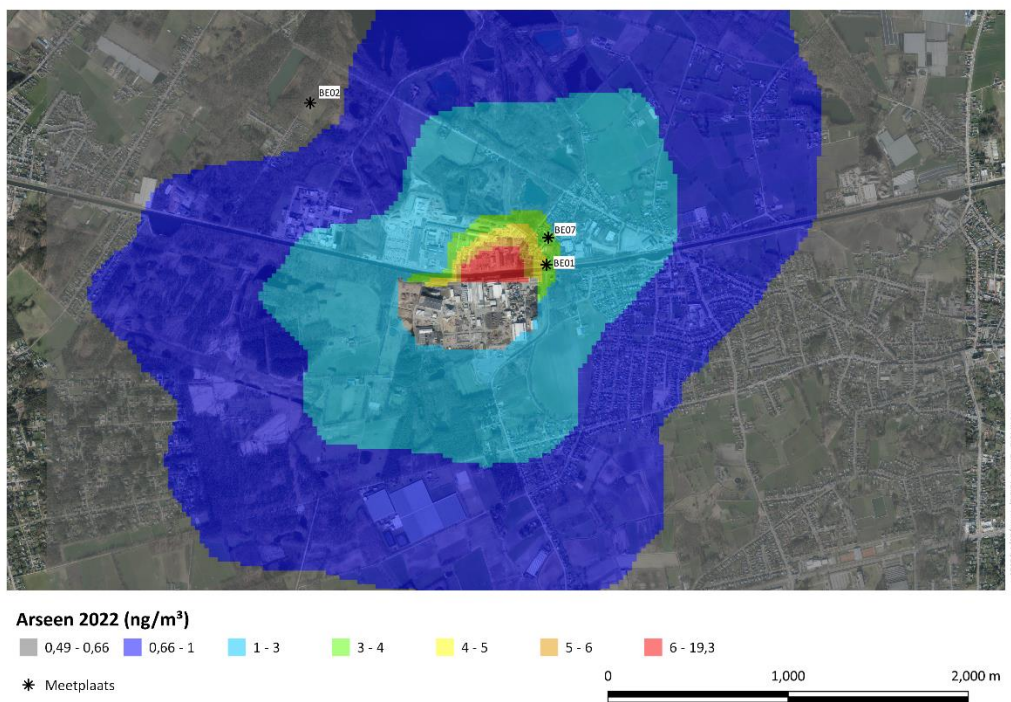 BE02
BE07
BE01
Arseen 2022 (ng/m³)
0,49 - 0,66 0,66 - 1 1 - 3 3 - 4 4 - 5 5 - 6 6 - 19,3
Meetplaats
0 1,000 2,000 m